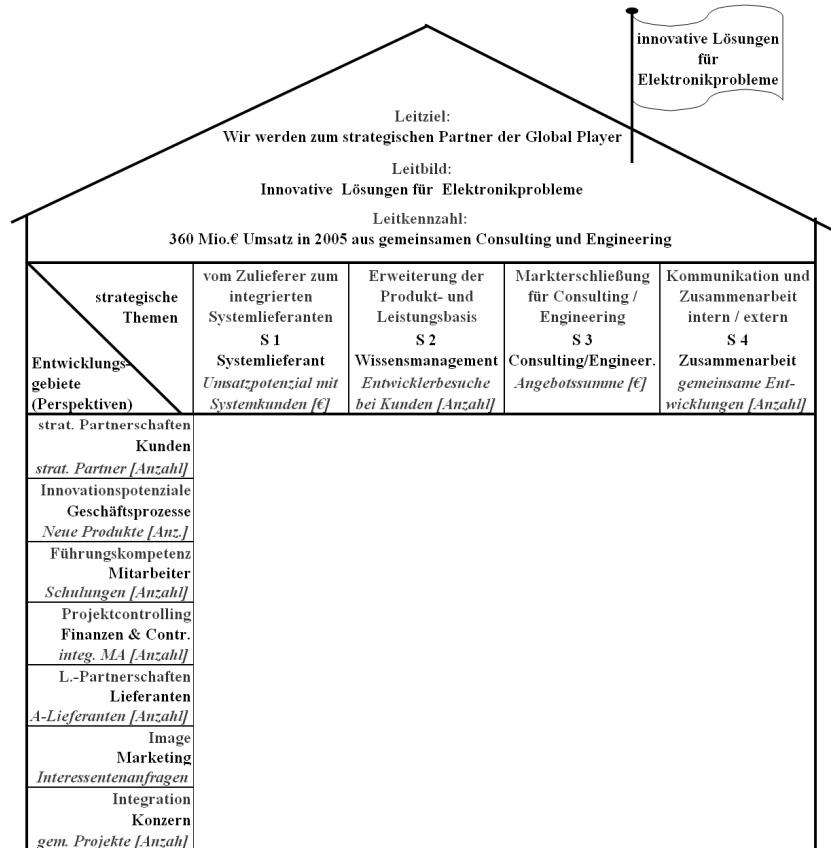 innovative Lösungen
für
Elektronikprobleme
Leitziel:
Wir werden zum strategischen Partner der Global Player
Leitbild:
Innovative Lösungen für Elektronikprobleme
Leitkennzahl:
360 Mio.€ Umsatz in 2005 aus gemeinsamen Consulting und Engineering
strategische
Themen
Entwicklungs-
gebiete
(Perspektiven)
vom Zulieferer zum
integrierten
Systemlieferanten
S 1
Systemlieferant
Umsatzpotenzial mit
Systemkunden [€]
Erweiterung der
Produkt- und
Leistungsbasis
S 2
Wissensmanagement
Entwicklerbesuche
bei Kunden [Anzahl]
Markterschließung
für Consulting /
Engineering
S 3
Consulting/Engineer.
Angebotssumme [€]
Kommunikation und
Zusammenarbeit
intern / extern
S 4
Zusammenarbeit
gemeinsame Ent-
wicklungen [Anzahl]
strat. Partnerschaften
Kunden
strat. Partner [Anzahl]
Innovationspotenziale
Geschäftsprozesse
Neue Produkte [Anz.]
Führungskompetenz
Mitarbeiter
Schulungen [Anzahl]
Projektcontrolling
Finanzen & Contr.
integ. MA [Anzahl]
L.-Partnerschaften
Lieferanten
A-Lieferanten [Anzahl]
Image
Marketing
Interessentenanfragen
Integration
Konzern
gem. Projekte [Anzah]